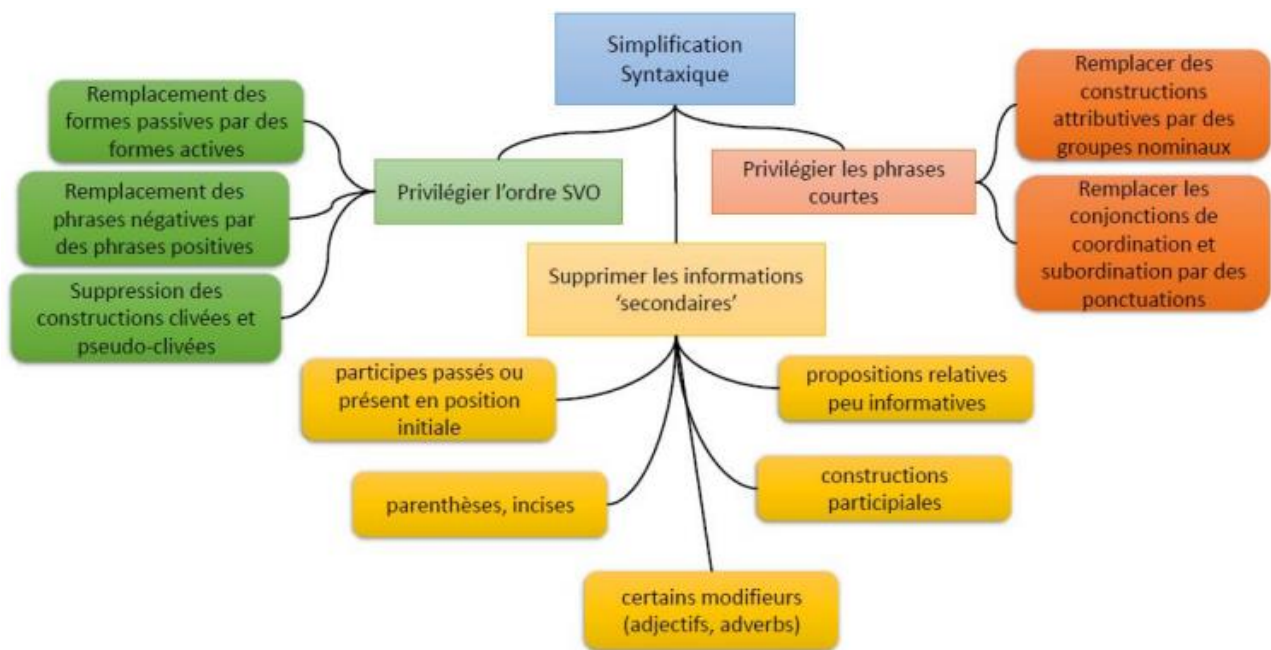 Simplification
Syntaxique
Remplacement des
formes passives par des
formes actives
Remplacement des
phrases négatives par
des phrases positives
Suppression des
constructions clivées et
pseudo-clivées
Privilégier l'ordre SVO
Privilégier les phrases
courtes
Remplacer des
constructions
attributives par des
groupes nominaux
Remplacer les
conjonctions de
coordination et
subordination par des
ponctuations
Supprimer les informations
'secondaires'
participes passés ou
présent en position
initiale
propositions relatives
peu informatives
parenthèses, incises
constructions
participiales
certains modifieurs
(adjectifs, adverbs)